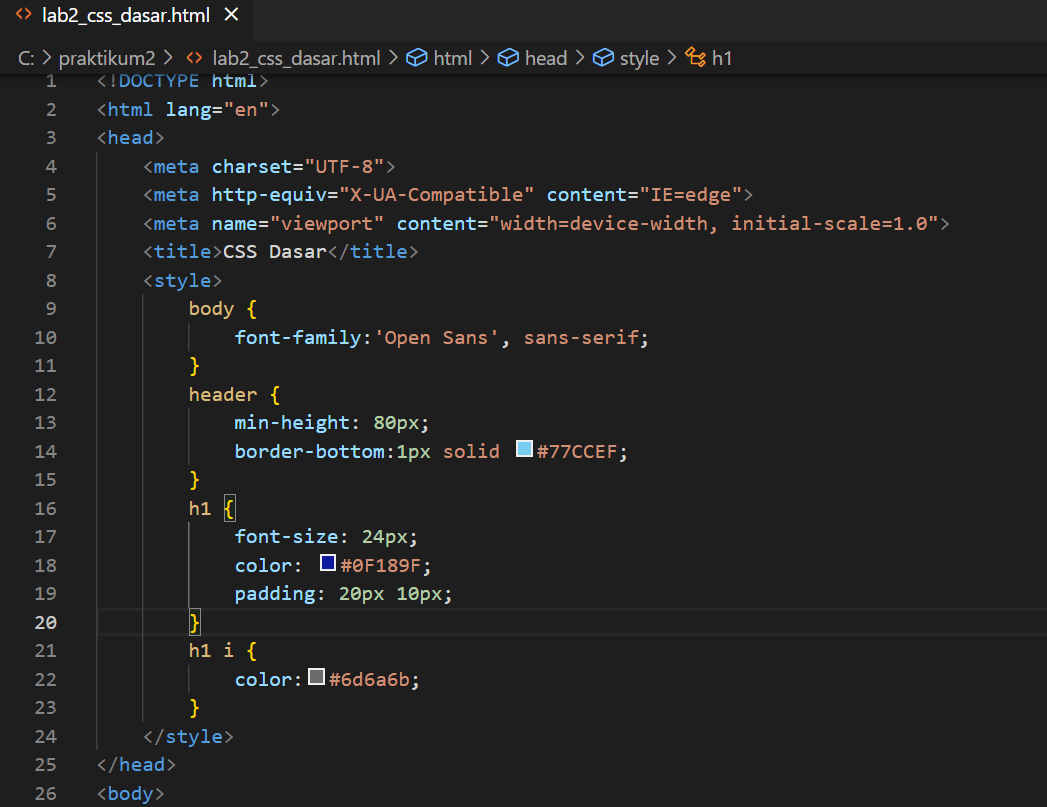 lab2_css_dasar.html
C: > praktikum2 > lab2_css_dasar.html > html > head > style > h1
1 <!DOCTYPE html>
2 <html lang="en">
3 <head>
4     <meta charset="UTF-8">
5     <meta http-equiv="X-UA-Compatible" content="IE=edge">
6     <meta name="viewport" content="width=device-width, initial-scale=1.0">
7     <title>CSS Dasar</title>
8     <style>
9         body {
10             font-family:'Open Sans', sans-serif;
11         }
12         header {
13             min-height: 80px;
14             border-bottom:1px solid #77CCEF;
15         }
16         h1 {
17             font-size: 24px;
18             color: #0F189F;
19             padding: 20px 10px;
20         }
21         h1 i {
22             color:#6d6a6b;
23         }
24     </style>
25 </head>
26 <body>